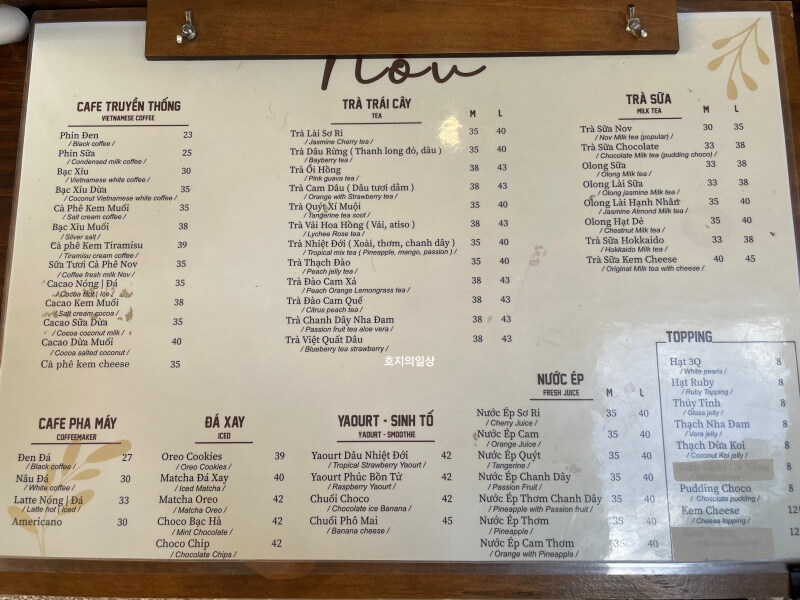 Nov
CAFE TRUYỀN THỐNG
VIETNAMESE COFFEE
Phin Đen 23
/ Black coffee /
Phin Sữa 25
/ Condensed milk coffee /
Bạc Xỉu 30
/ Vietnamese white coffee /
Bạc Xỉu Dừa 35
/ Coconut Vietnamese white coffee /
Cà Phê Kem Muối 35
/ Salt cream coffee /
Bạc Xỉu Muối 38
/ Silver salt /
Cà phê Kem Tiramisu 39
/ Tiramisu cream coffee /
Sữa Tươi Cà Phê Nov 35
/ Coffee fresh milk Nov /
Cacao Nóng | Đá 35
/ Cocoa Hot | Ice /
Cacao Kem Muối 38
/ Salt cream cocoa /
Cacao Sữa Dừa 35
/ Cocoa coconut milk /
Cacao Dừa Muối 40
/ Cocoa salted coconut /
Cà phê kem cheese 35
TRÀ TRÁI CÂY
TEA
M L
Trà Lài Sơ Ri 35 40
/ Jasmine Cherry tea /
Trà Dâu Rừng ( Thanh long đỏ, dâu ) 35 40
/ Bayberry tea /
Trà Ổi Hồng 38 43
/ Pink guava tea /
Trà Cam Dâu ( Dâu tươi dầm ) 38 43
/ Orange with Strawberry tea /
Trà Quýt Xí Muội 35 40
/ Tangerine tea soot /
Trà Vải Hoa Hồng ( Vải, atiso ) 38 43
/ Lychee Rose tea /
Trà Nhiệt Đới ( Xoài, thơm, chanh dây ) 35 40
/ Tropical mix tea ( Pineapple, mango, passion ) /
Trà Thạch Đào 35 40
/ Peach jelly tea /
Trà Đào Cam Xả 38 43
/ Peach Orange Lemongrass tea /
Trà Đào Cam Quế 38 43
/ Citrus peach tea /
Trà Chanh Dây Nha Đam 38 43
/ Passion fruit tea aloe vera /
Trà Việt Quất Dâu 38 43
/ Blueberry tea strawberry /
호지의일상
TRÀ SỮA
MILK TEA
M L
Trà Sữa Nov 30 35
/ Nov Milk tea (popular) /
Trà Sữa Chocolate 33 38
/ Chocolate Milk tea (pudding choco) /
Olong Sữa 33 38
/ Olong Milk tea /
Olong Lài Sữa 33 38
/ Olong jasmine Milk tea /
Olong Lài Hạnh Nhân 35 40
/ Jasmine Almond Milk tea /
Olong Hạt Dẻ 35 40
/ Chestnut Milk tea /
Trà Sữa Hokkaido 33 38
/ Hokkaido Milk tea /
Trà Sữa Kem Cheese 40 45
/ Original Milk tea with cheese /
CAFE PHA MÁY
COFFEEMAKER
Đen Đá 27
/ Black coffee /
Nâu Đá 30
/ White coffee /
Latte Nóng | Đá 33
/ Latte hot | Iced /
Americano 30
ĐÁ XAY
ICED
Oreo Cookies 39
/ Oreo Cookies /
Matcha Đá Xay 40
/ Iced Matcha /
Matcha Oreo 42
/ Matcha Oreo /
Choco Bạc Hà 42
/ Mint Chocolate /
Choco Chip 42
/ Chocolate Chips /
YAOURT - SINH TỐ
YAOURT - SMOOTHIE
Yaourt Dâu Nhiệt Đới 42
/ Tropical Strawberry Yaourt /
Yaourt Phúc Bồn Tử 42
/ Raspberry Yaourt /
Chuối Choco 42
/ Chocolate ice Banana /
Chuối Phô Mai 45
/ Banana cheese /
NƯỚC ÉP
FRESH JUICE
M L
Nước Ép Sơ Ri 35 40
/ Cherry Juice /
Nước Ép Cam 35 40
/ Orange Juice /
Nước Ép Quýt 35 40
/ Tangerine /
Nước Ép Chanh Dây 35 40
/ Passion Fruit /
Nước Ép Thơm Chanh Dây 35 40
/ Pineapple with Passion fruit /
Nước Ép Thơm 35 40
/ Pineapple /
Nước Ép Cam Thơm 35 40
/ Orange with Pineapple /
TOPPING
Hạt 3Q 8
/ White pearls /
Hạt Ruby 8
/ Ruby Topping /
Thủy Tinh 8
/ Glass jelly /
Thạch Nha Đam 8
/ Vera jelly /
Thạch Dừa Koi 8
/ Coconut Koi jelly /
8
Pudding Choco 8
/ Chocolate pudding /
Kem Cheese 12
/ Cheese topping /
12